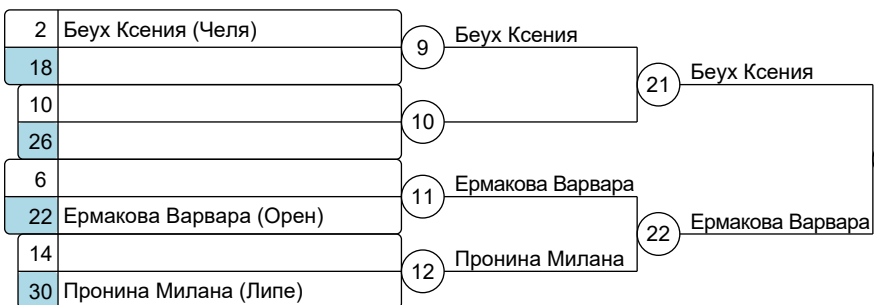 2 Беух Ксения (Челя)
18
10
26
6
22 Ермакова Варвара (Орен)
14
30 Пронина Милана (Липе)
9 Беух Ксения
10
11 Ермакова Варвара
12 Пронина Милана
21 Беух Ксения
22 Ермакова Варвара